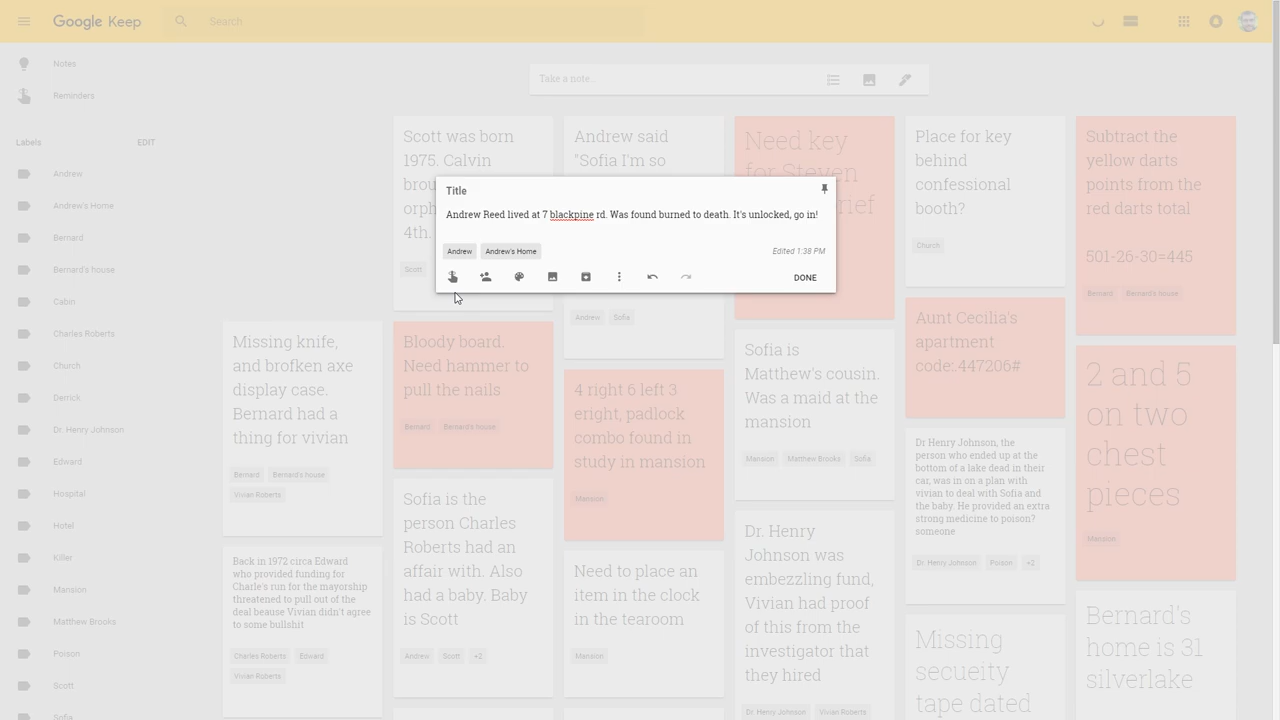 Google Keep
Search
Notes
Reminders
Labels
EDIT
Andrew
Andrew's Home
Bernard
Bernard's house
Cabin
Charles Roberts
Church
Derrick
Dr. Henry Johnson
Edward
Hospital
Hotel
Killer
Mansion
Matthew Brooks
Poison
Scott
Sofia
Take a note...
Title
Andrew Reed lived at 7 blackpine rd. Was found burned to death. It's unlocked, go in!
Andrew
Andrew's Home
Edited 1:38 PM
DONE
Missing knife,
and brofken axe
display case.
Bernard had a
thing for vivian
Bernard
Bernard's house
Vivian Roberts
Back in 1972 circa Edward
who provided funding for
Charle's run for the mayorship
threatened to pull out of the
deal beause Vivian didn't agree
to some bullshit
Charles Roberts
Edward
Vivian Roberts
Scott was born
1975. Calvin
4th.
Scott
Bloody board.
Need hammer to
pull the nails
Bernard
Bernard's house
Sofia is the
person Charles
Roberts had an
affair with. Also
had a baby. Baby
is Scott
Andrew
Scott
+2
Andrew said
"Sofia I'm so
Andrew
Sofia
4 right 6 left 3
eright, padlock
combo found in
study in mansion
Mansion
Need to place an
item in the clock
in the tearoom
Mansion
Need key
for Steven
Sofia is
Matthew's cousin.
Was a maid at the
mansion
Mansion
Matthew Brooks
Sofia
Dr. Henry
Johnson was
embezzling fund,
Vivian had proof
of this from the
investigator that
they hired
Dr. Henry Johnson
Vivian Roberts
Place for key
behind
confessional
booth?
Church
Aunt Cecilia's
apartment
code:.447206#
Dr Henry Johnson, the
person who ended up at the
bottom of a lake dead in their
car, was in on a plan with
vivian to deal with Sofia and
the baby. He provided an extra
strong medicine to poison?
someone
Dr. Henry Johnson
Poison
+2
Missing
secueity
tape dated
Subtract the
yellow darts
points from the
red darts total
501-26-30=445
Bernard
Bernard's house
2 and 5
on two
chest
pieces
Mansion
Bernard's
home is 31
silverlake